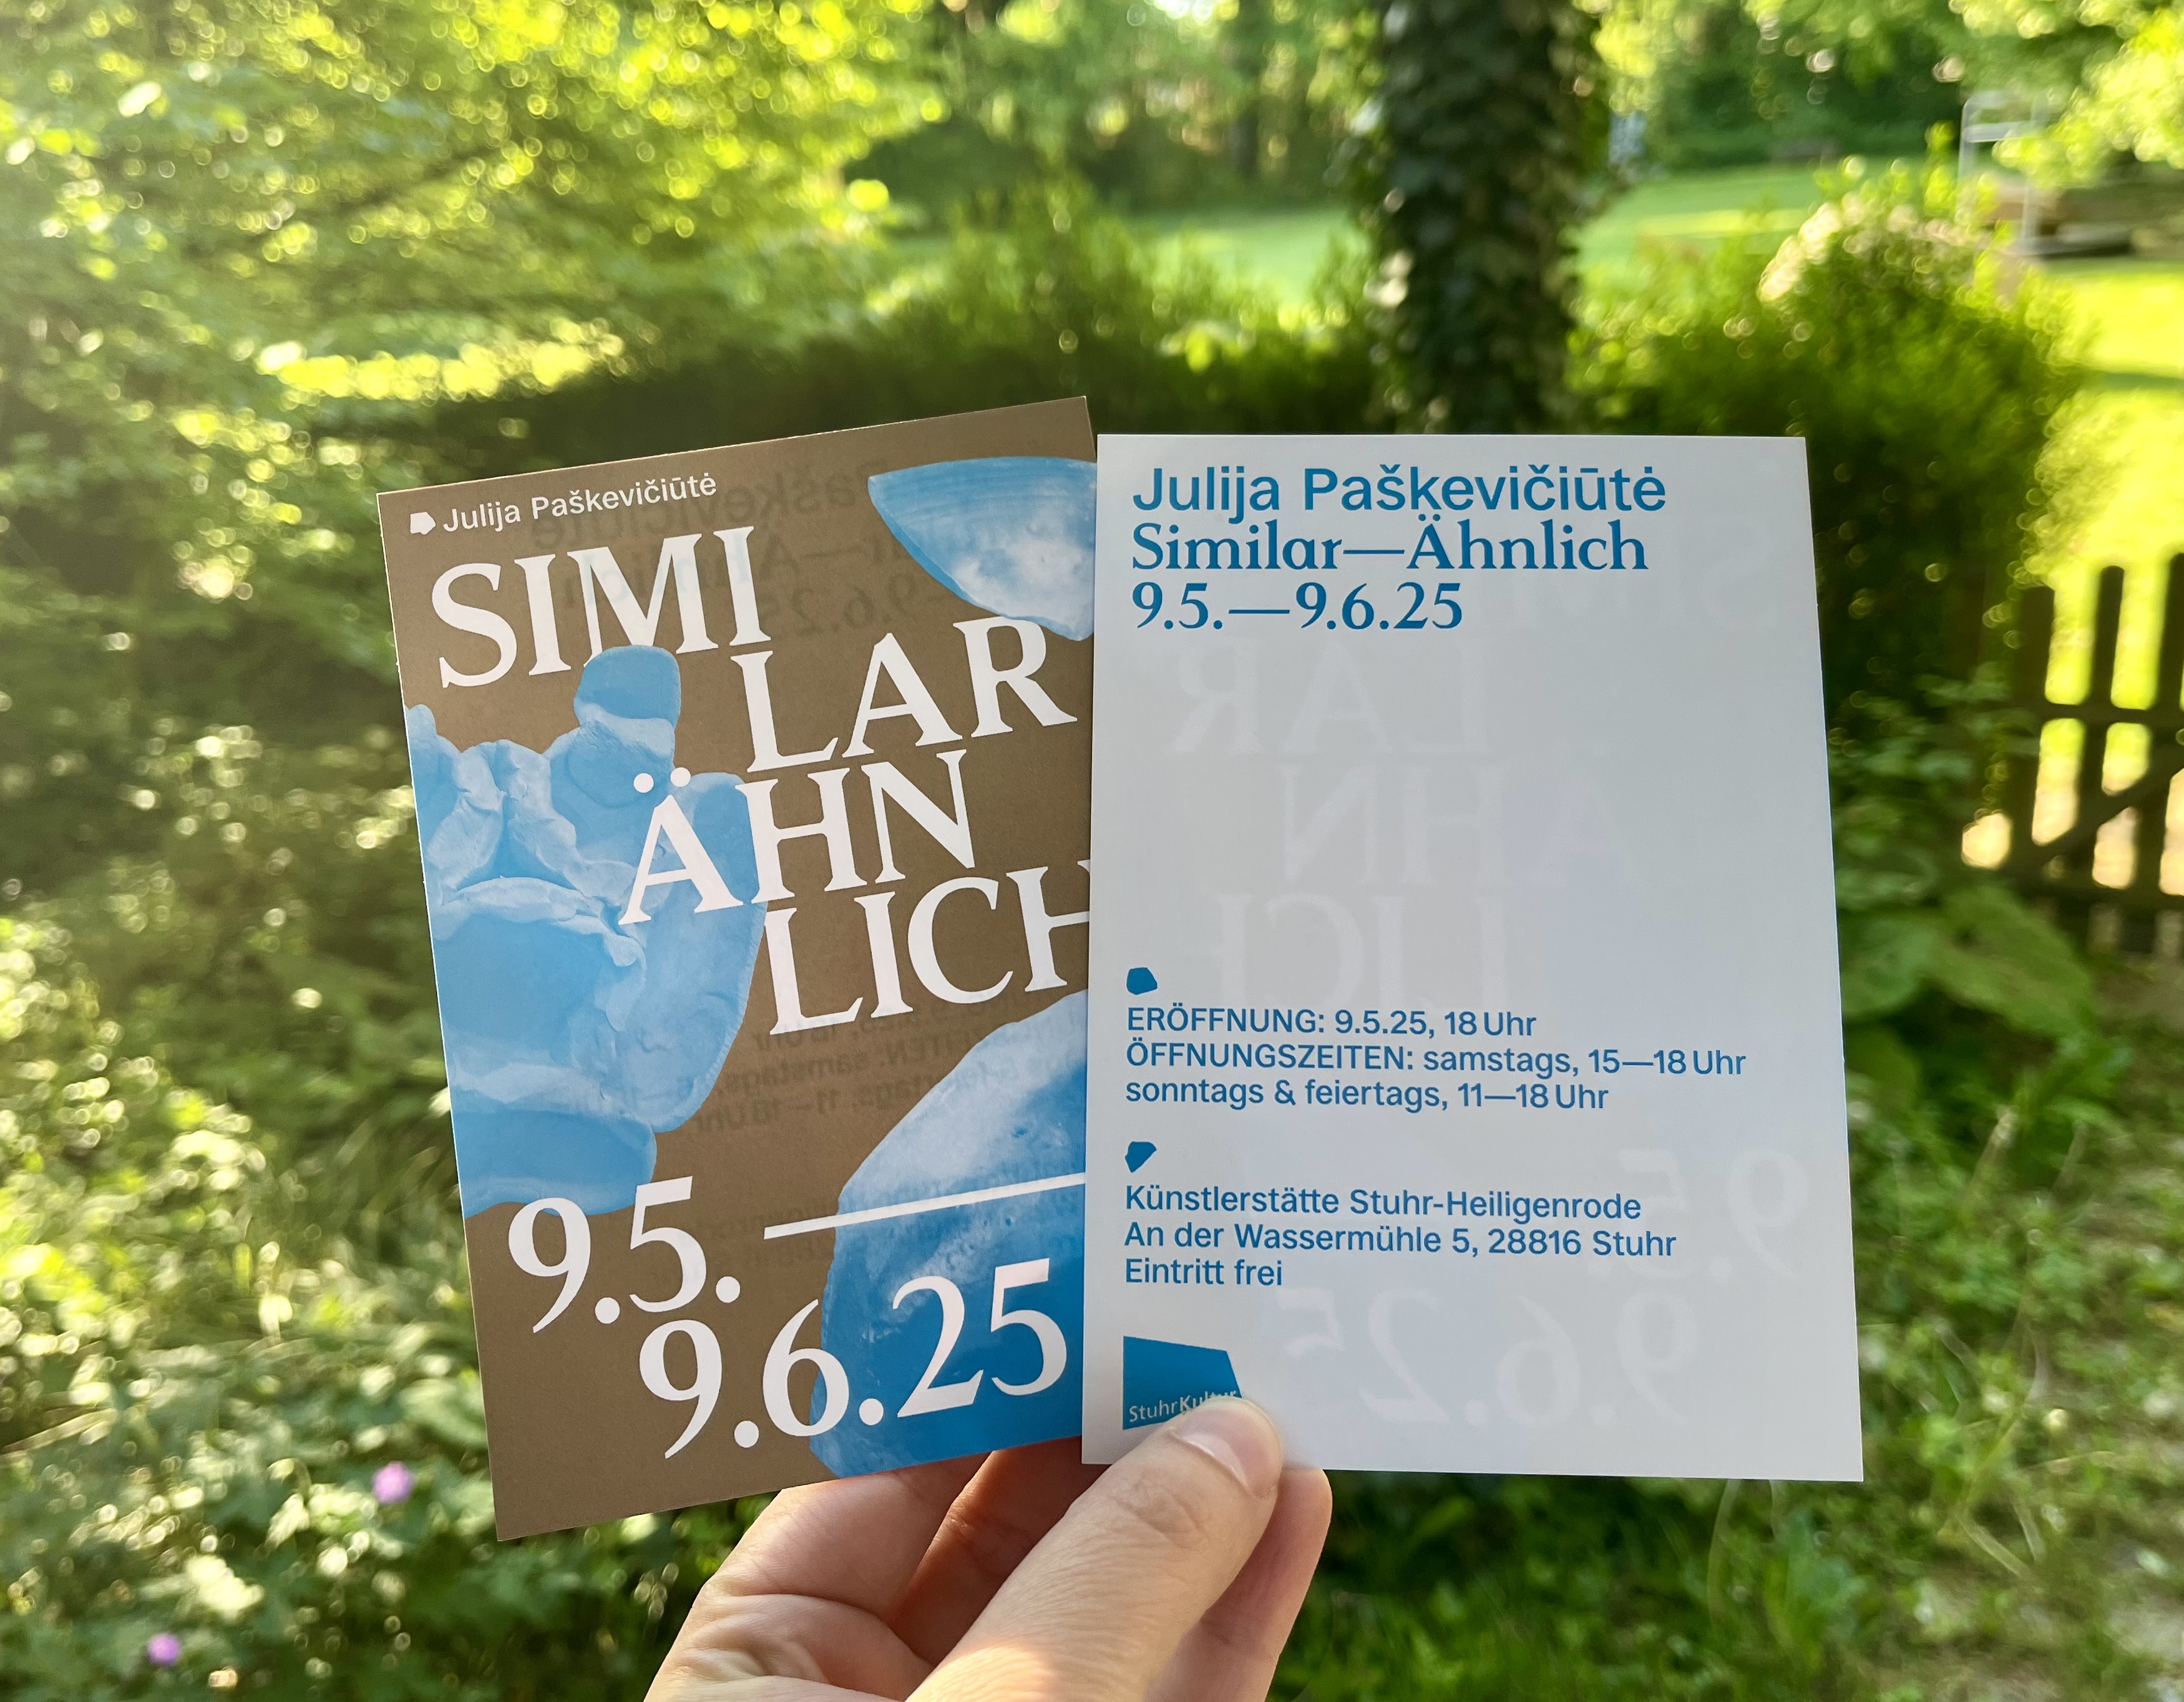 Julija Paškevičiūtė
SIMI
LAR
ÄHN
LICH
9.5. —
9.6.25
Julija Paškevičiūtė
Similar—Ähnlich
9.5.—9.6.25
ERÖFFNUNG: 9.5.25, 18 Uhr
ÖFFNUNGSZEITEN: samstags, 15—18 Uhr
sonntags & feiertags, 11—18 Uhr
Künstlerstätte Stuhr-Heiligenrode
An der Wassermühle 5, 28816 Stuhr
Eintritt frei
StuhrKultur